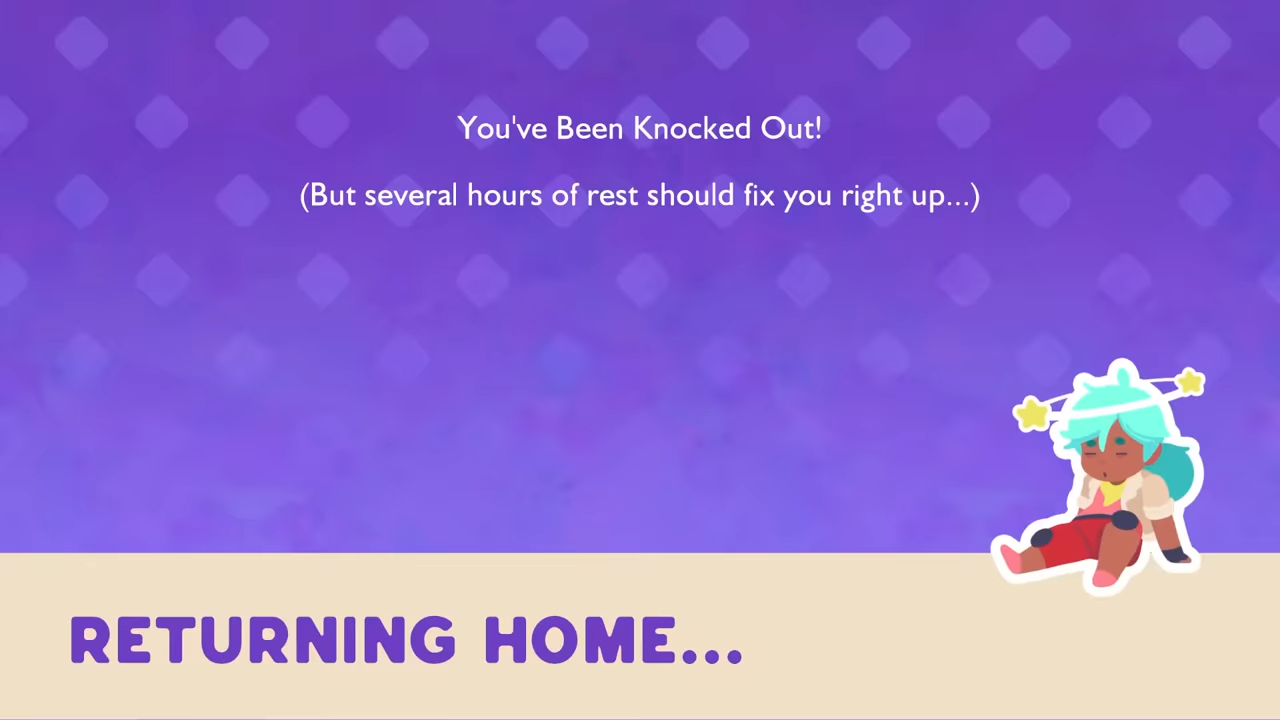 You've Been Knocked Out!
(But several hours of rest should fix you right up...)
RETURNING HOME...